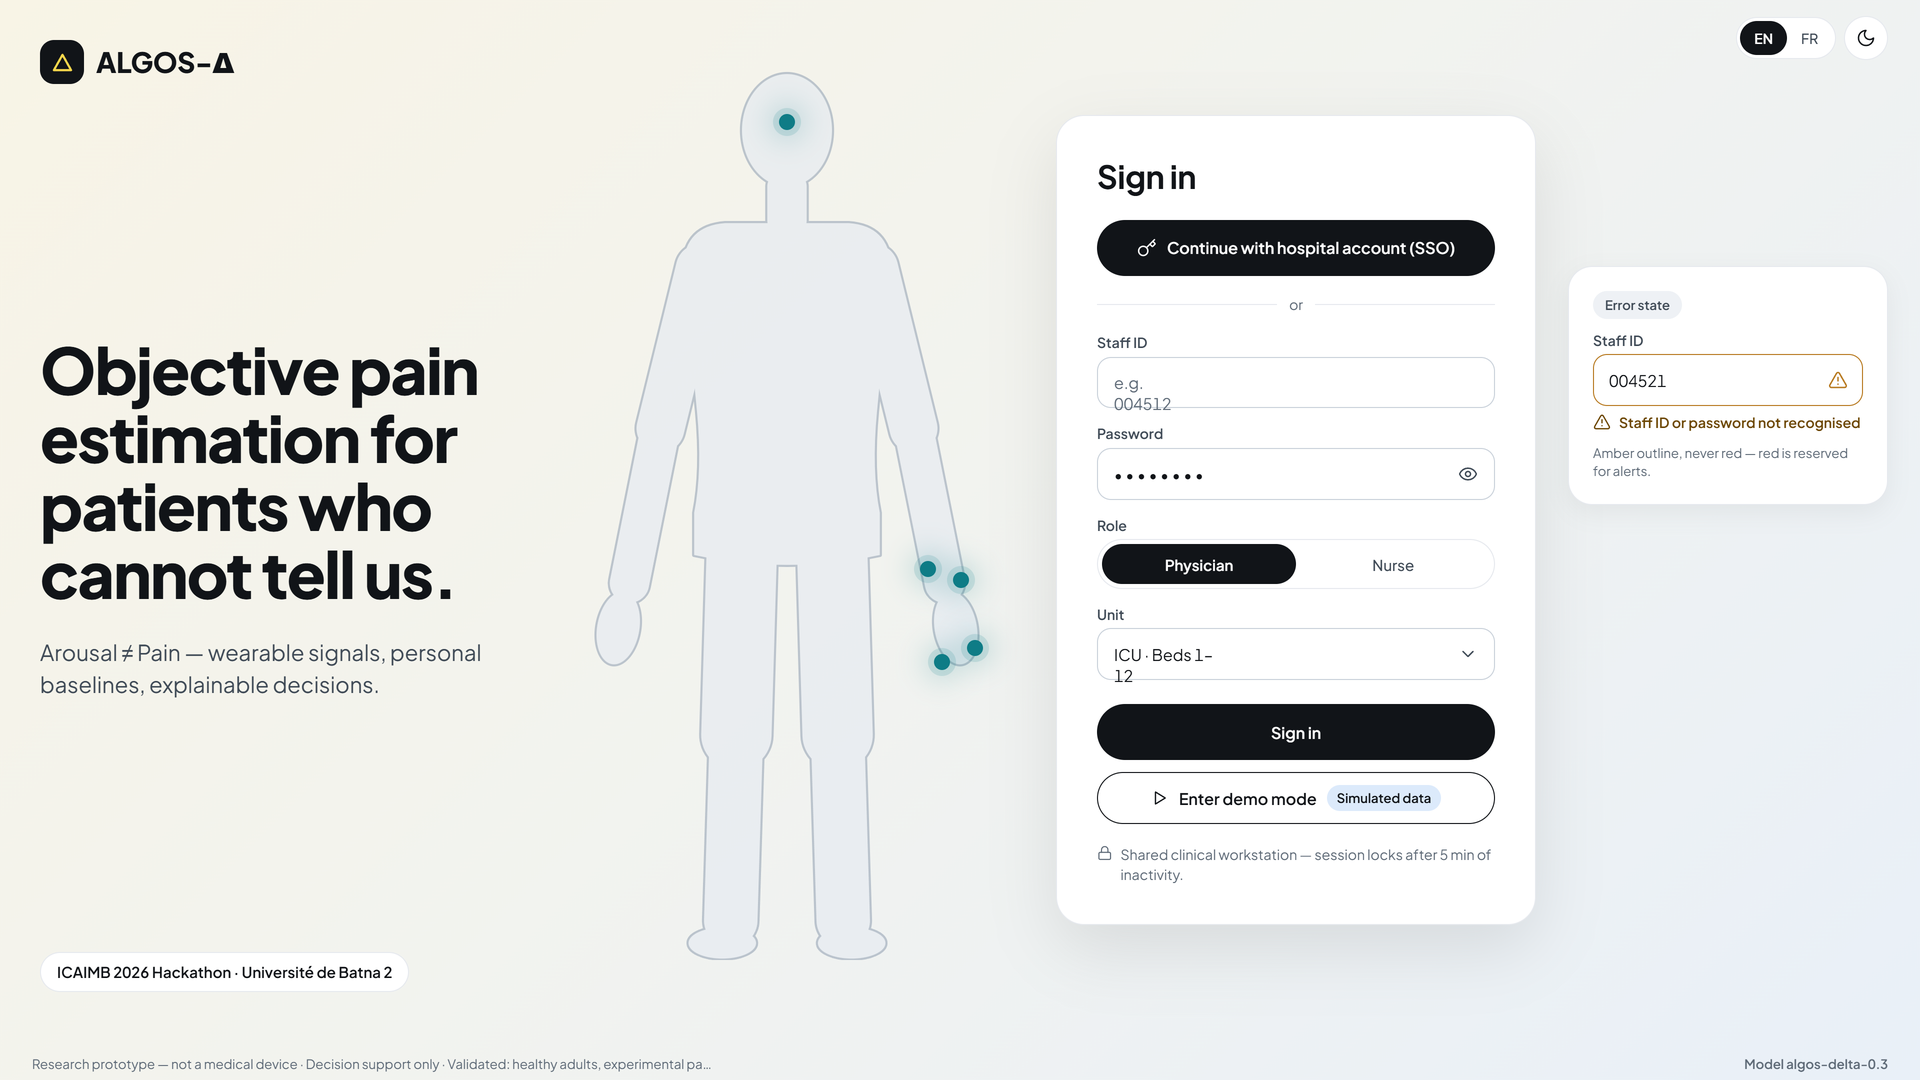 ALGOS-Δ
EN FR
Objective pain
estimation for
patients who
cannot tell us.
Arousal ≠ Pain — wearable signals, personal
baselines, explainable decisions.
ICAIMB 2026 Hackathon · Université de Batna 2
Sign in
Continue with hospital account (SSO)
or
Staff ID
e.g.
004512
Password
Role
Physician Nurse
Unit
ICU · Beds 1–
12
Sign in
Enter demo mode Simulated data
Shared clinical workstation — session locks after 5 min of
inactivity.
Error state
Staff ID
004521
Staff ID or password not recognised
Amber outline, never red — red is reserved
for alerts.
Research prototype — not a medical device · Decision support only · Validated: healthy adults, experimental pa…
Model algos-delta-0.3